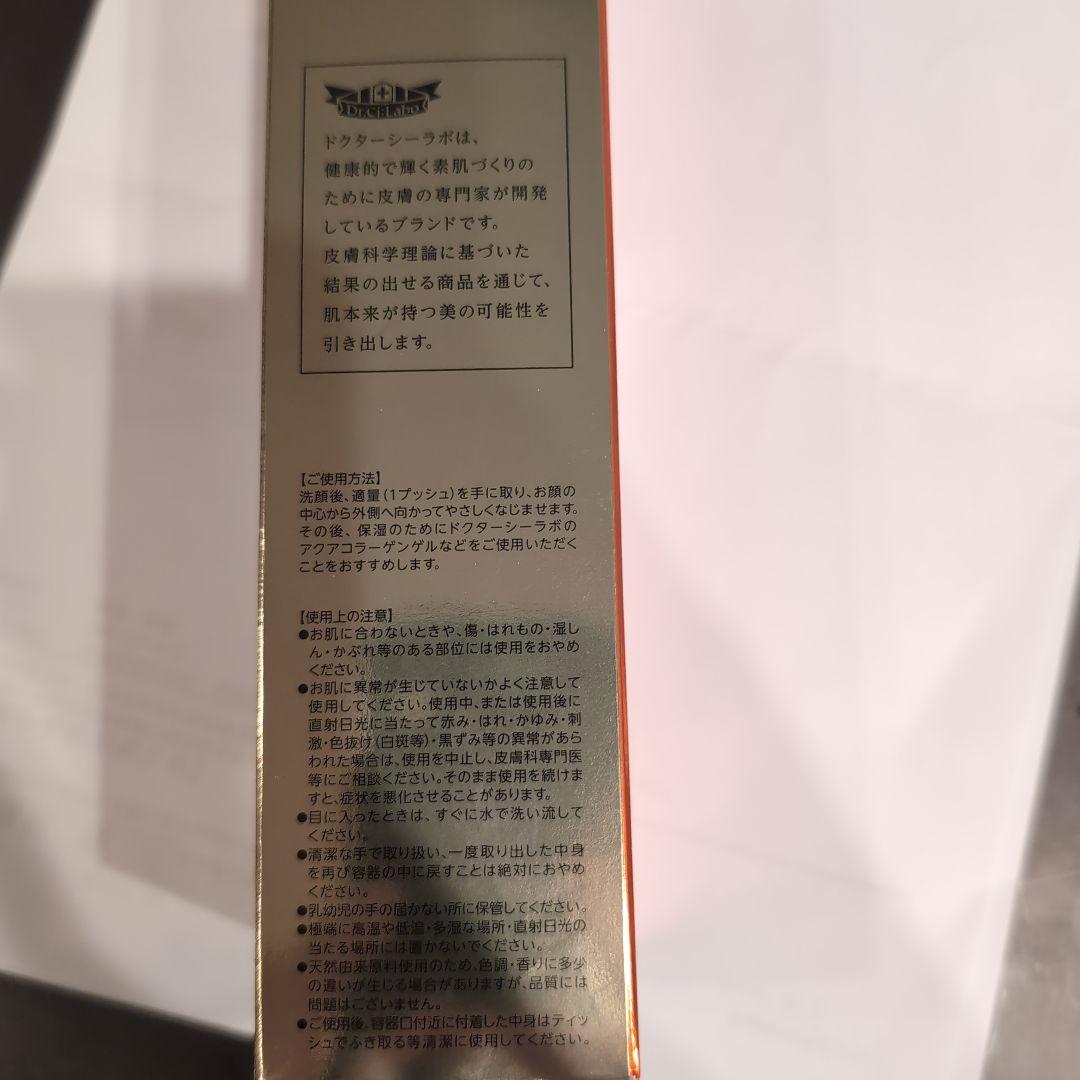 Dr.Ci:Labo
ドクターシーラボは、
健康的で輝く素肌づくりの
ために皮膚の専門家が開発
しているブランドです。
皮膚科学理論に基づいた
結果の出せる商品を通じて、
肌本来が持つ美の可能性を
引き出します。
【ご使用方法】
洗顔後、適量(1プッシュ)を手に取り、お顔の
中心から外側へ向かってやさしくなじませます。
その後、保湿のためにドクターシーラボの
アクアコラーゲンゲルなどをご使用いただく
ことをおすすめします。
【使用上の注意】
●お肌に合わないときや、傷・はれもの・湿し
ん・かぶれ等のある部位には使用をおやめ
ください。
●お肌に異常が生じていないかよく注意して
使用してください。使用中、または使用後に
直射日光に当たって赤み・はれ・かゆみ・刺
激・色抜け(白斑等)・黒ずみ等の異常があら
われた場合は、使用を中止し、皮膚科専門医
等にご相談ください。そのまま使用を続けま
すと、症状を悪化させることがあります。
●目に入ったときは、すぐに水で洗い流して
ください。
●清潔な手で取り扱い、一度取り出した中身
を再び容器の中に戻すことは絶対におやめ
ください。
●乳幼児の手の届かない所に保管してください。
●極端に高温や低温・多湿な場所・直射日光の
当たる場所には置かないでください。
●天然由来原料使用のため、色調・香りに多少
の違いが生じる場合がありますが、品質には
問題はございません。
●ご使用後、容器口付近に付着した中身はティッ
シュでふき取る等清潔に使用してください。